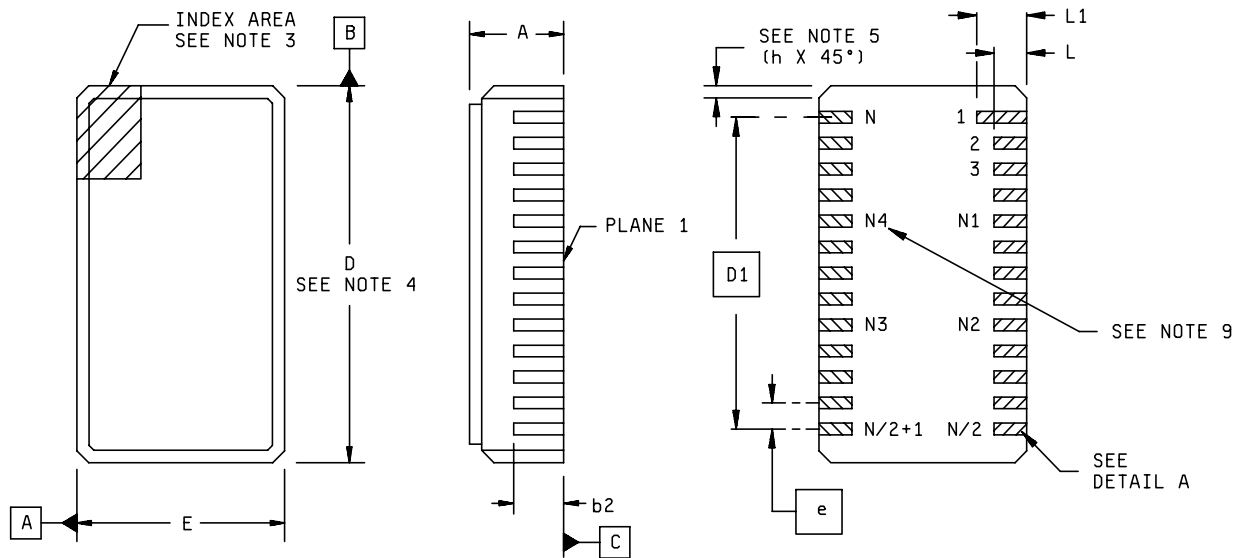 INDEX AREA
SEE NOTE 3
B
D
SEE NOTE 4
A
E
A
PLANE 1
b2
C
SEE NOTE 5
(h X 45°)
L1
L
N
1
2
3
N4
N1
D1
N3
N2
SEE NOTE 9
N/2+1
N/2
SEE
DETAIL A
e